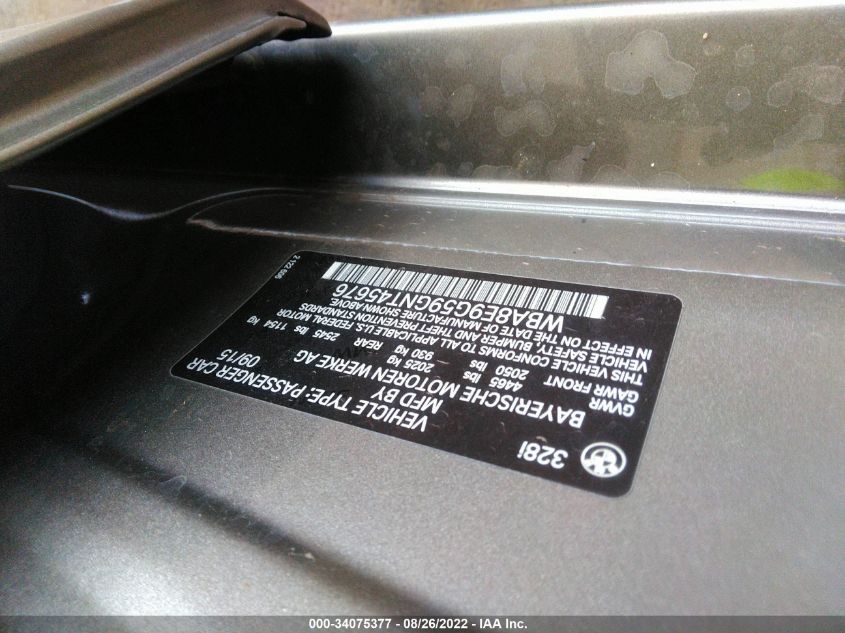 328i
VEHICLE TYPE: PASSENGER CAR
MFD BY 09/15
BAYERISCHE MOTOREN WERKE AG
GVWR 4465 lbs 2025 kg
GAWR FRONT 2050 lbs 930 kg REAR 2545 lbs 1154 kg
THIS VEHICLE CONFORMS TO ALL APPLICABLE U.S. FEDERAL MOTOR
VEHICLE SAFETY, BUMPER AND THEFT PREVENTION STANDARDS
IN EFFECT ON THE DATE OF MANUFACTURE SHOWN ABOVE.
WBA8E9C59GNT45676
000-34075377 - 08/26/2022 - IAA Inc.